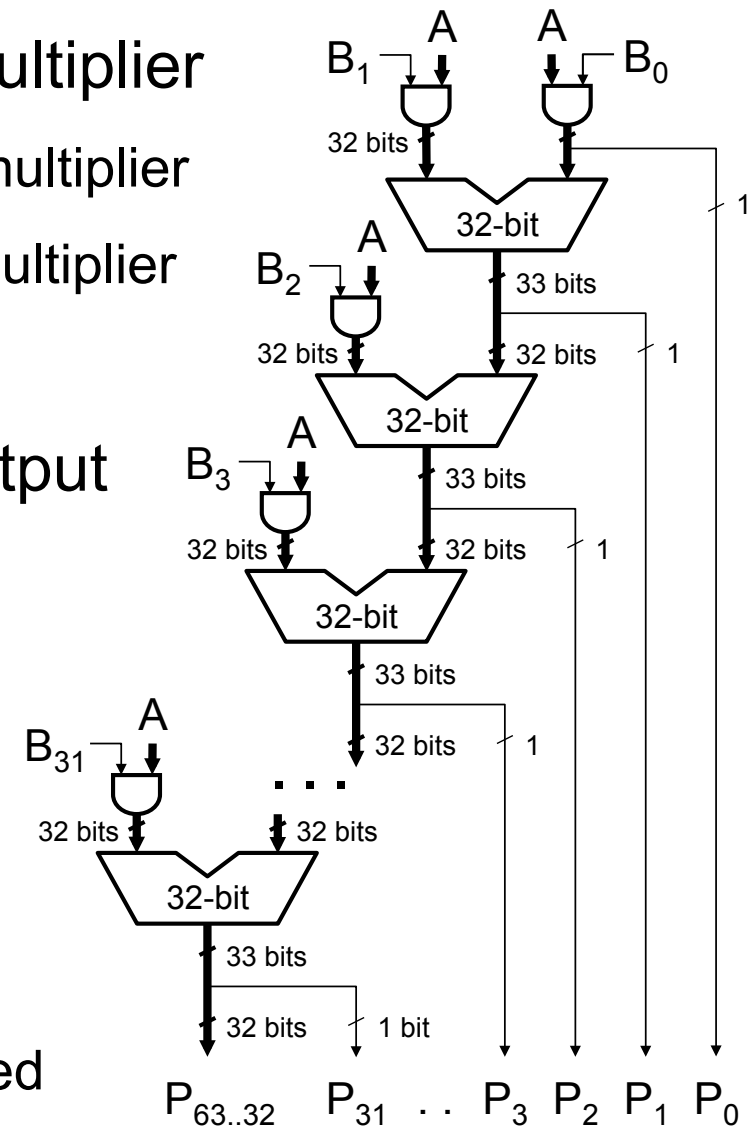 ultiplier
nultiplier
ultiplier
tput
ed
B₁ A A B₀
32 bits
1
32-bit
B₂ A
33 bits
32 bits 32 bits 1
32-bit
B₃ A
33 bits
32 bits 32 bits 1
32-bit
33 bits
B₃₁ A
32 bits 1
. . .
32 bits 32 bits
32-bit
33 bits
32 bits 1 bit
P₆₃..₃₂ P₃₁ . . P₃ P₂ P₁ P₀